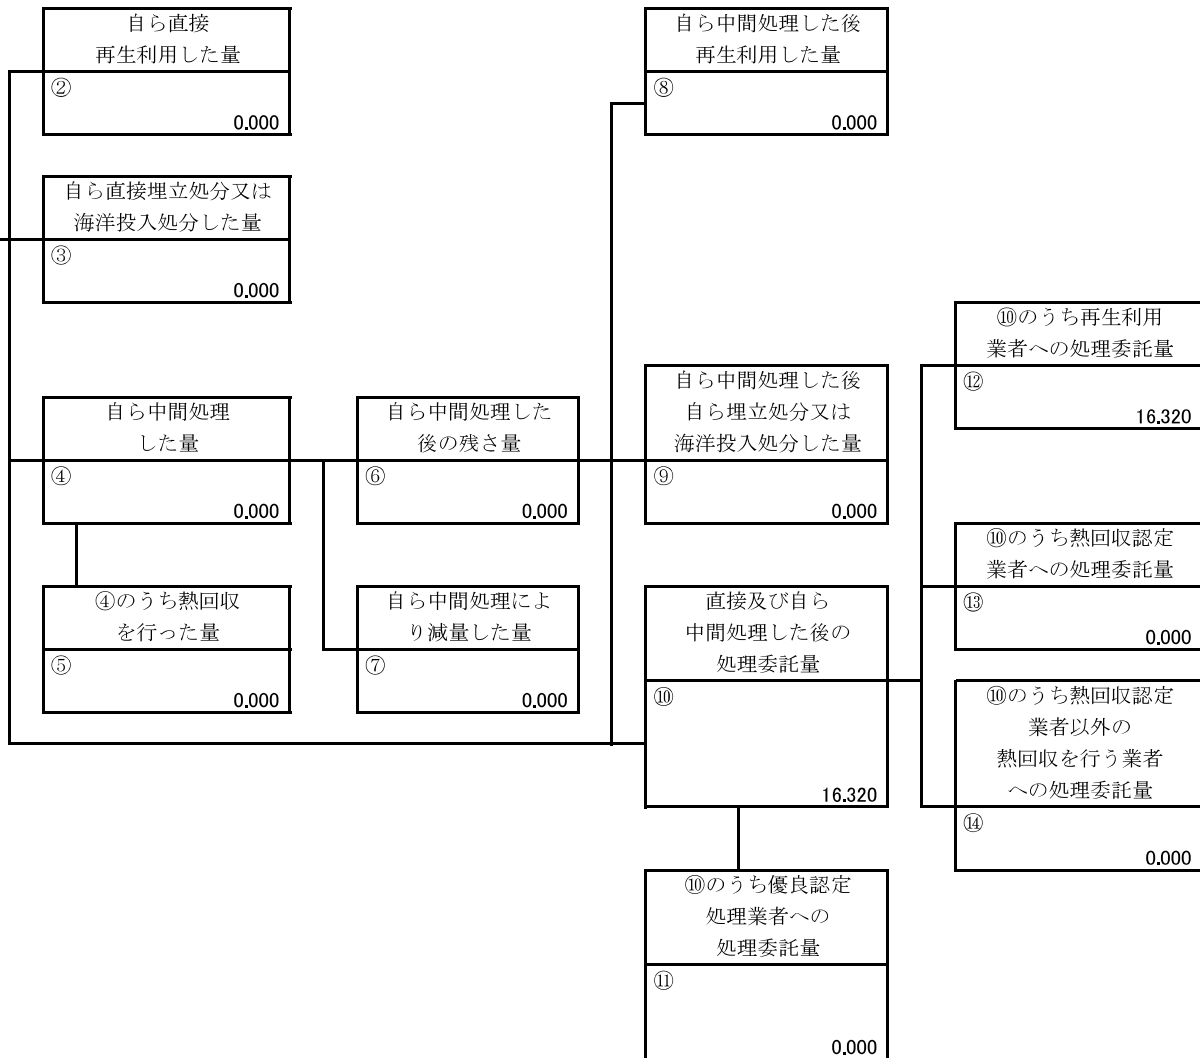 自ら直接
再生利用した量
②
0.000
自ら中間処理した後
再生利用した量
⑧
0.000
自ら直接埋立処分又は
海洋投入処分した量
③
0.000
⑩のうち再生利用
業者への処理委託量
⑫
16.320
自ら中間処理した後
自ら埋立処分又は
海洋投入処分した量
⑨
0.000
自ら中間処理
した量
④
0.000
自ら中間処理した
後の残さ量
⑥
0.000
⑩のうち熱回収認定
業者への処理委託量
⑬
0.000
④のうち熱回収
を行った量
⑤
0.000
自ら中間処理によ
り減量した量
⑦
0.000
直接及び自ら
中間処理した後の
処理委託量
⑩
16.320
⑩のうち熱回収認定
業者以外の
熱回収を行う業者
への処理委託量
⑭
0.000
⑩のうち優良認定
処理業者への
処理委託量
⑪
0.000